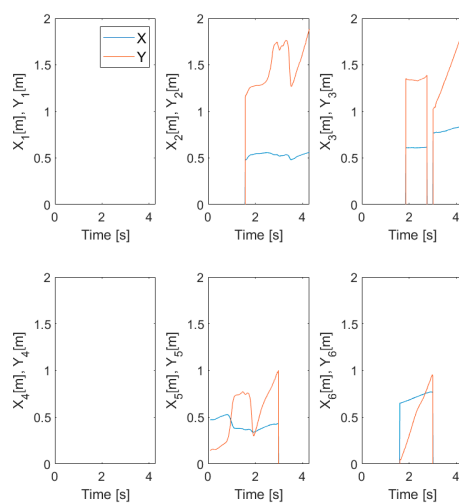 2
1.5
1
0.5
0
0 2 4
Time [s]
X₁[m], Y₁[m]
X
Y
2
1.5
1
0.5
0
0 2 4
Time [s]
X₂[m], Y₂[m]
2
1.5
1
0.5
0
0 2 4
Time [s]
X₃[m], Y₃[m]
2
1.5
1
0.5
0
0 2 4
Time [s]
X₄[m], Y₄[m]
2
1.5
1
0.5
0
0 2 4
Time [s]
X₅[m], Y₅[m]
2
1.5
1
0.5
0
0 2 4
Time [s]
X₆[m], Y₆[m]